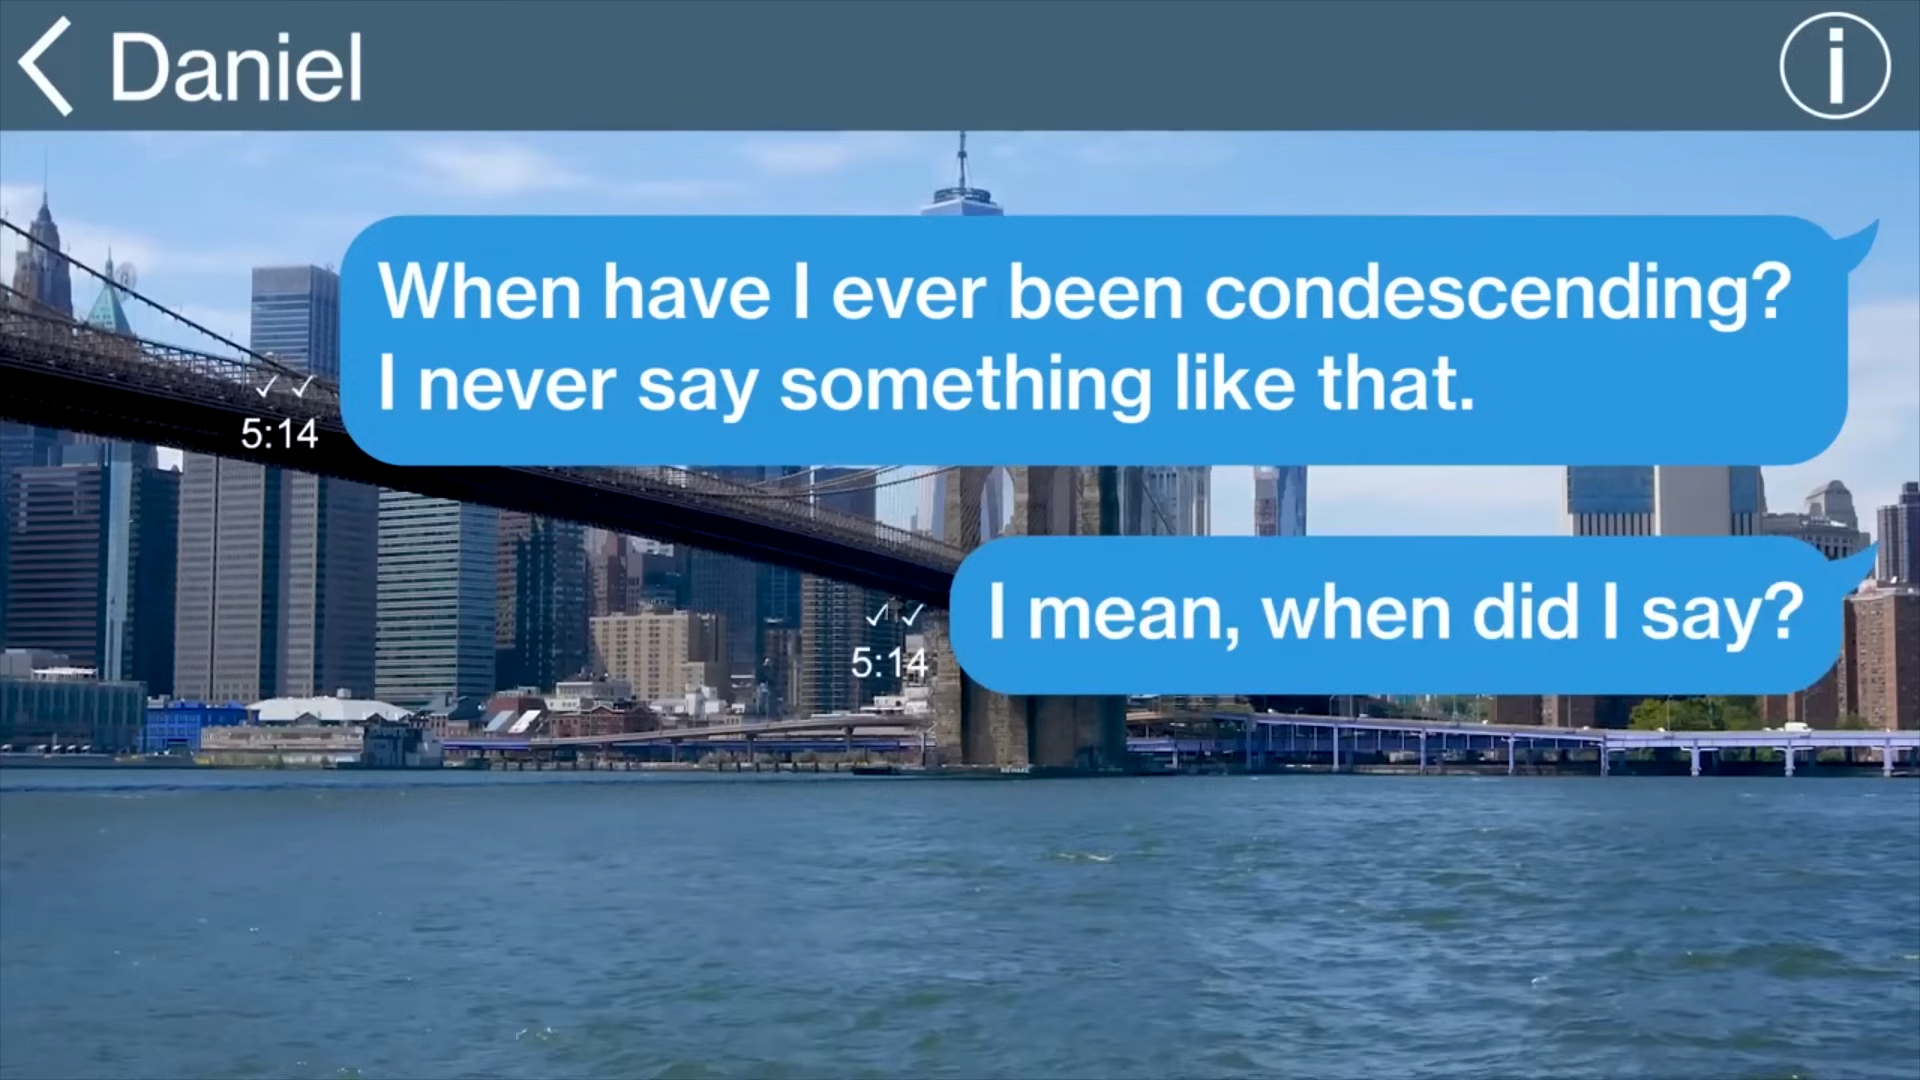 Daniel
When have I ever been condescending?
I never say something like that.
✓✓
5:14
I mean, when did I say?
✓✓
5:14